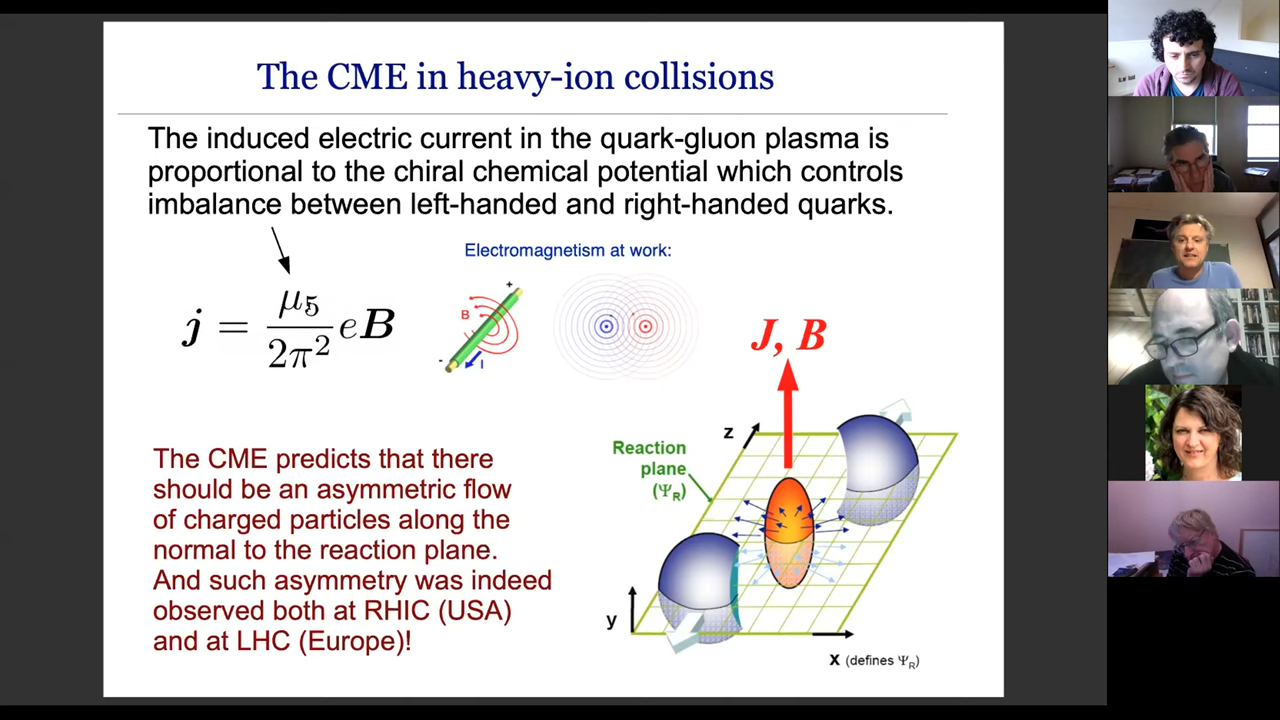 The CME in heavy-ion collisions
The induced electric current in the quark-gluon plasma is
proportional to the chiral chemical potential which controls
imbalance between left-handed and right-handed quarks.
Electromagnetism at work:
j = μ5/2π² eB
+
B
-
I
J, B
z
Reaction
plane
(ΨR)
The CME predicts that there
should be an asymmetric flow
of charged particles along the
normal to the reaction plane.
And such asymmetry was indeed
observed both at RHIC (USA)
and at LHC (Europe)!
y
x (defines ΨR)